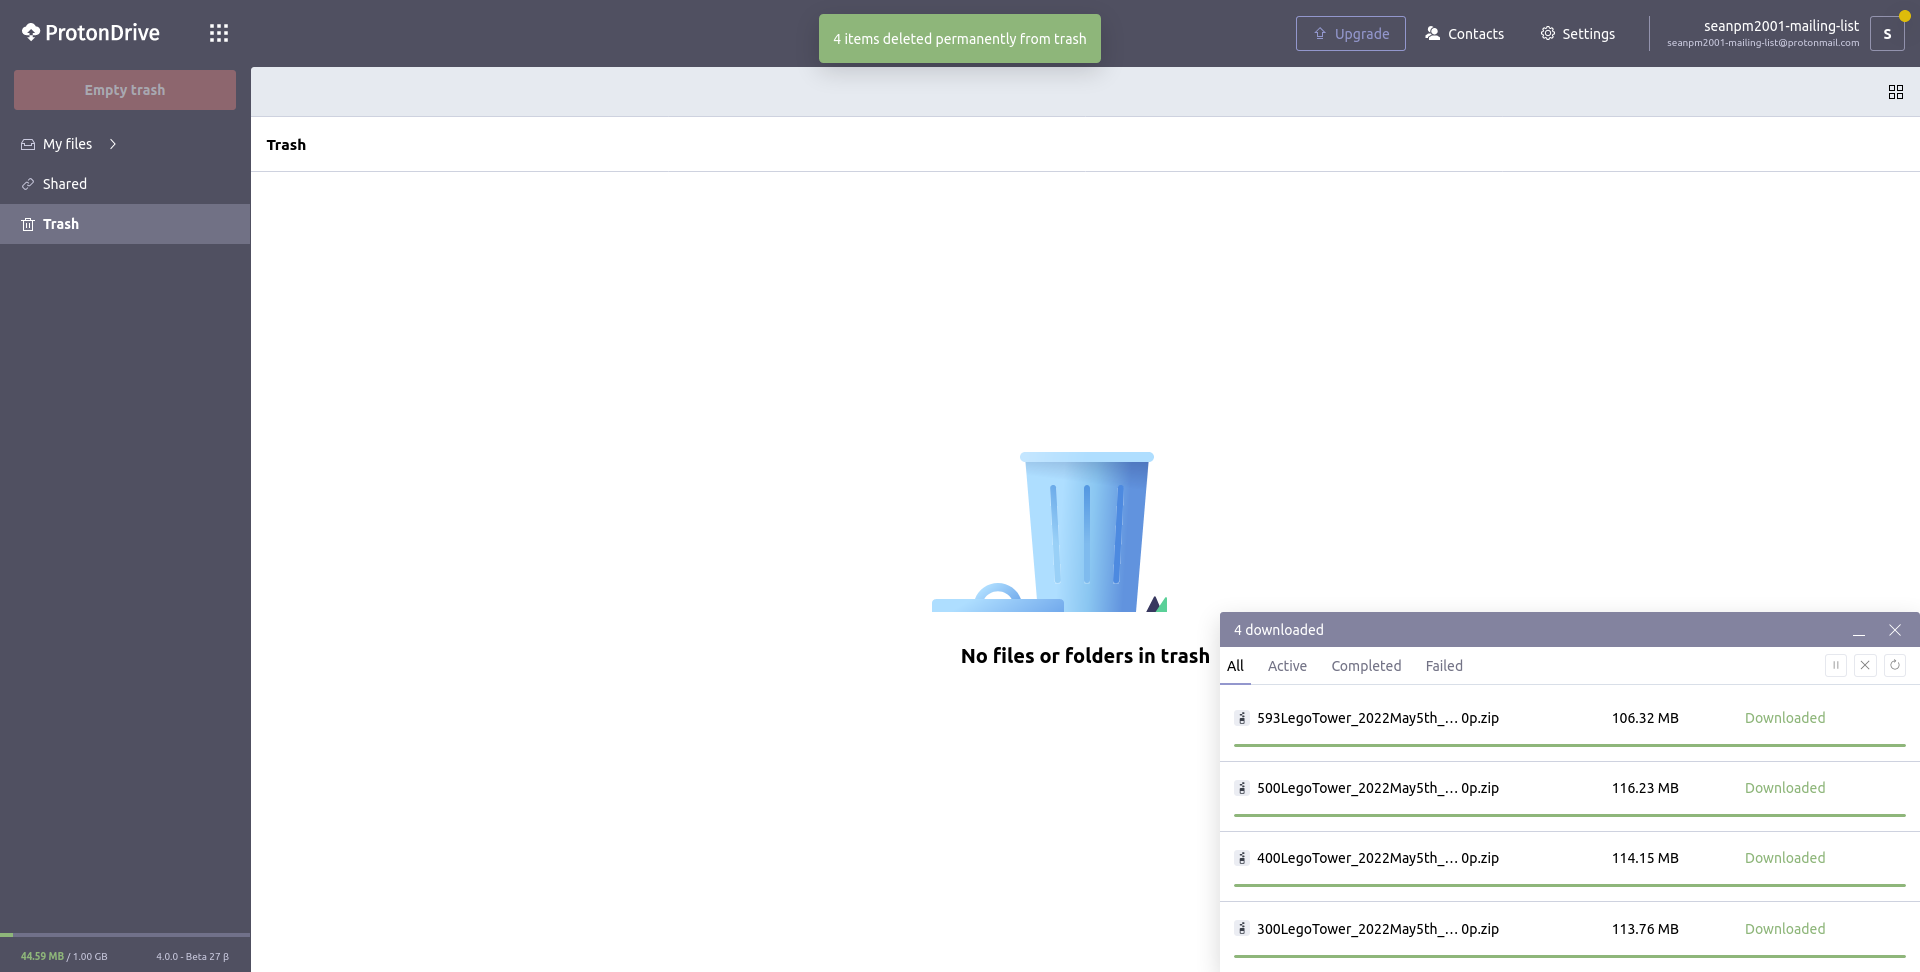 ProtonDrive
4 items deleted permanently from trash
Upgrade
Contacts
Settings
seanpm2001-mailing-list
seanpm2001-mailing-list@protonmail.com
S
Empty trash
My files
Shared
Trash
Trash
No files or folders in trash
4 downloaded
All Active Completed Failed
593LegoTower_2022May5th_… 0p.zip 106.32 MB Downloaded
500LegoTower_2022May5th_… 0p.zip 116.23 MB Downloaded
400LegoTower_2022May5th_… 0p.zip 114.15 MB Downloaded
300LegoTower_2022May5th_… 0p.zip 113.76 MB Downloaded
44.59 MB / 1.00 GB 4.0.0 - Beta 27 β